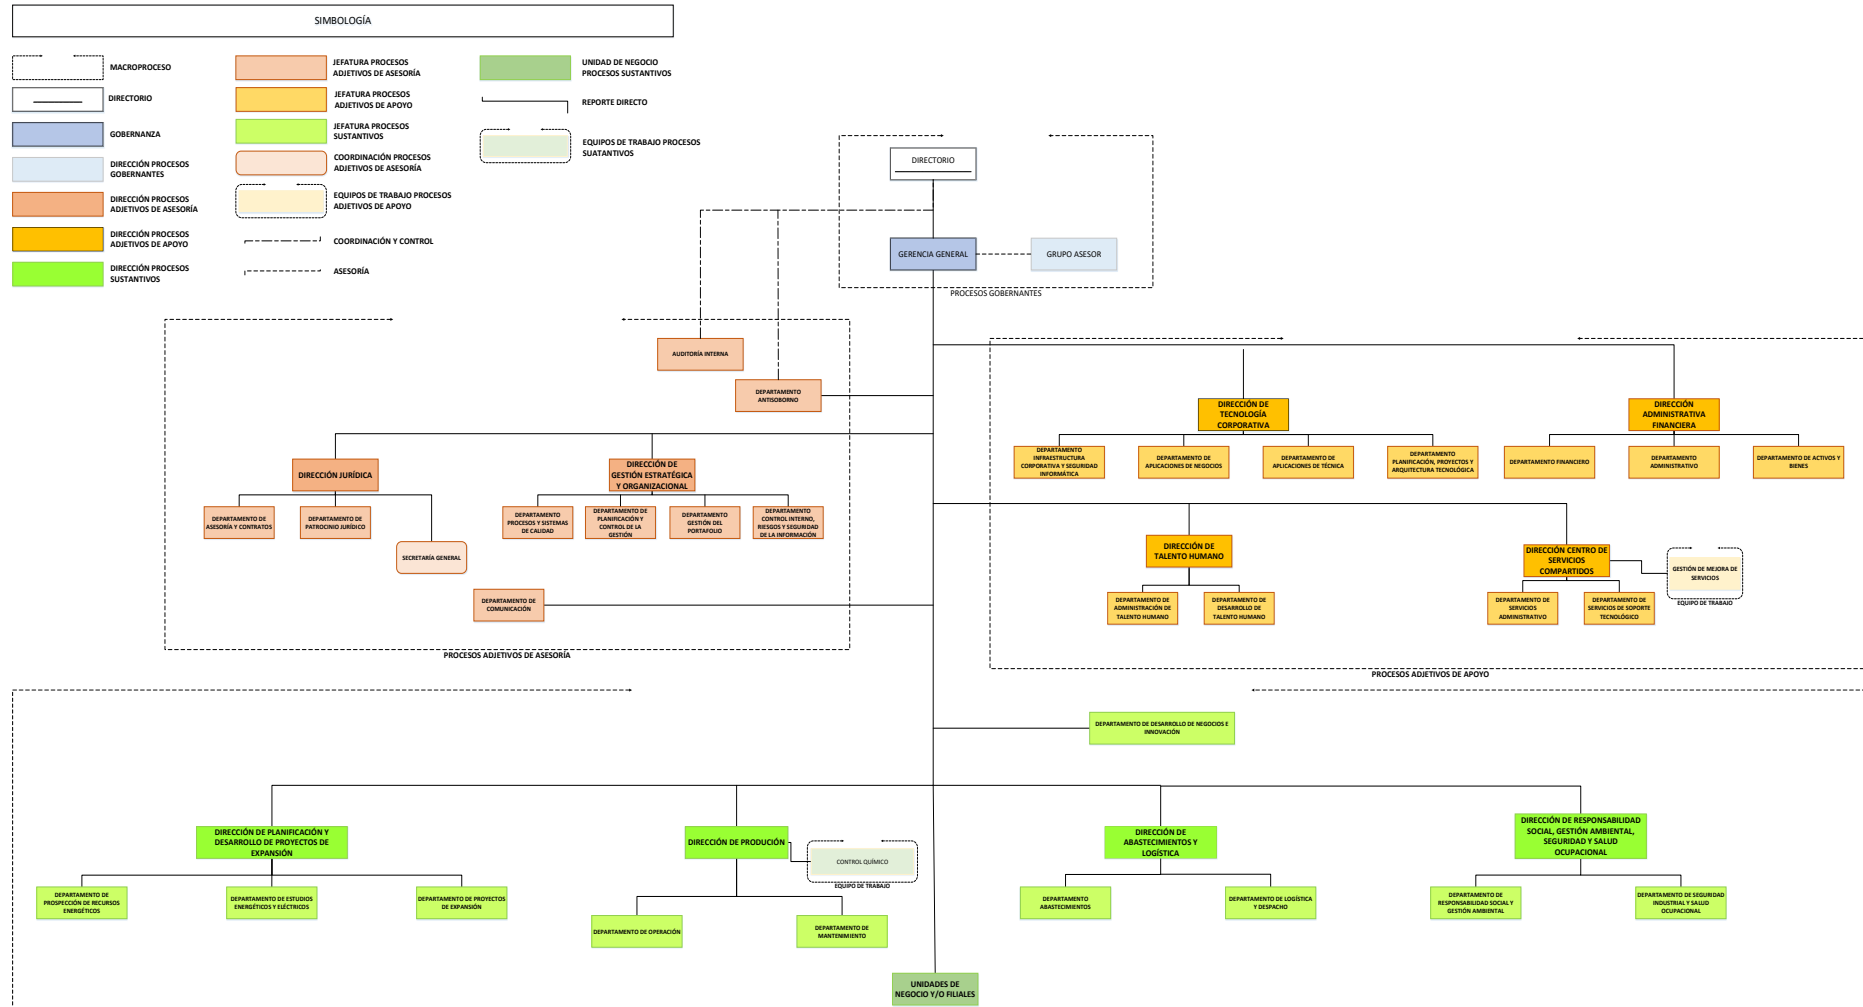 SIMBOLOGÍA
MACROPROCESO
DIRECTORIO
GOBERNANZA
DIRECCIÓN PROCESOS
GOBERNANTES
DIRECCIÓN PROCESOS
ADJETIVOS DE ASESORÍA
DIRECCIÓN PROCESOS
ADJETIVOS DE APOYO
DIRECCIÓN PROCESOS
SUSTANTIVOS
JEFATURA PROCESOS
ADJETIVOS DE ASESORÍA
JEFATURA PROCESOS
ADJETIVOS DE APOYO
JEFATURA PROCESOS
SUSTANTIVOS
COORDINACIÓN PROCESOS
ADJETIVOS DE ASESORÍA
EQUIPOS DE TRABAJO PROCESOS
ADJETIVOS DE APOYO
COORDINACIÓN Y CONTROL
ASESORÍA
UNIDAD DE NEGOCIO
PROCESOS SUSTANTIVOS
REPORTE DIRECTO
EQUIPOS DE TRABAJO PROCESOS
SUATANTIVOS
DIRECTORIO
GERENCIA GENERAL
GRUPO ASESOR
PROCESOS GOBERNANTES
AUDITORÍA INTERNA
DEPARTAMENTO
ANTISOBORNO
DIRECCIÓN JURÍDICA
DIRECCIÓN DE
GESTIÓN ESTRATÉGICA
Y ORGANIZACIONAL
DEPARTAMENTO DE
ASESORÍA Y CONTRATOS
DEPARTAMENTO DE
PATROCINIO JURÍDICO
SECRETARÍA GENERAL
DEPARTAMENTO
PROCESOS Y SISTEMAS
DE CALIDAD
DEPARTAMENTO DE
PLANIFICACIÓN Y
CONTROL DE LA
GESTIÓN
DEPARTAMENTO
GESTIÓN DEL
PORTAFOLIO
DEPARTAMENTO
CONTROL INTERNO,
RIESGOS Y SEGURIDAD
DE LA INFORMACIÓN
DEPARTAMENTO DE
COMUNICACIÓN
PROCESOS ADJETIVOS DE ASESORÍA
DIRECCIÓN DE
TECNOLOGÍA
CORPORATIVA
DIRECCIÓN
ADMINISTRATIVA
FINANCIERA
DEPARTAMENTO
INFRAESTRUCTURA
CORPORATIVA Y SEGURIDAD
INFORMÁTICA
DEPARTAMENTO DE
APLICACIONES DE NEGOCIOS
DEPARTAMENTO DE
APLICACIONES DE TÉCNICA
DEPARTAMENTO
PLANIFICACIÓN, PROYECTOS Y
ARQUITECTURA TECNOLÓGICA
DEPARTAMENTO FINANCIERO
DEPARTAMENTO
ADMINISTRATIVO
DEPARTAMENTO DE ACTIVOS Y
BIENES
DIRECCIÓN DE
TALENTO HUMANO
DIRECCIÓN CENTRO DE
SERVICIOS
COMPARTIDOS
GESTIÓN DE MEJORA DE
SERVICIOS
EQUIPO DE TRABAJO
DEPARTAMENTO DE
ADMINISTRACIÓN DE
TALENTO HUMANO
DEPARTAMENTO DE
DESARROLLO DE
TALENTO HUMANO
DEPARTAMENTO DE
SERVICIOS
ADMINISTRATIVO
DEPARTAMENTO DE
SERVICIOS DE SOPORTE
TECNOLÓGICO
PROCESOS ADJETIVOS DE APOYO
DEPARTAMENTO DE DESARROLLO DE NEGOCIOS E
INNOVACIÓN
DIRECCIÓN DE PLANIFICACIÓN Y
DESARROLLO DE PROYECTOS DE
EXPANSIÓN
DIRECCIÓN DE PRODUCIÓN
CONTROL QUÍMICO
EQUIPO DE TRABAJO
DIRECCIÓN DE
ABASTECIMIENTOS Y
LOGÍSTICA
DIRECCIÓN DE RESPONSABILIDAD
SOCIAL, GESTIÓN AMBIENTAL,
SEGURIDAD Y SALUD
OCUPACIONAL
DEPARTAMENTO DE
PROSPECCIÓN DE RECURSOS
ENERGÉTICOS
DEPARTAMENTO DE ESTUDIOS
ENERGÉTICOS Y ELÉCTRICOS
DEPARTAMENTO DE PROYECTOS
DE EXPANSIÓN
DEPARTAMENTO DE OPERACIÓN
DEPARTAMENTO DE
MANTENIMIENTO
DEPARTAMENTO
ABASTECIMIENTOS
DEPARTAMENTO DE LOGÍSTICA
Y DESPACHO
DEPARTAMENTO DE
RESPONSABILIDAD SOCIAL Y
GESTIÓN AMBIENTAL
DEPARTAMENTO DE SEGURIDAD
INDUSTRIAL Y SALUD
OCUPACIONAL
UNIDADES DE
NEGOCIO Y/O FILIALES